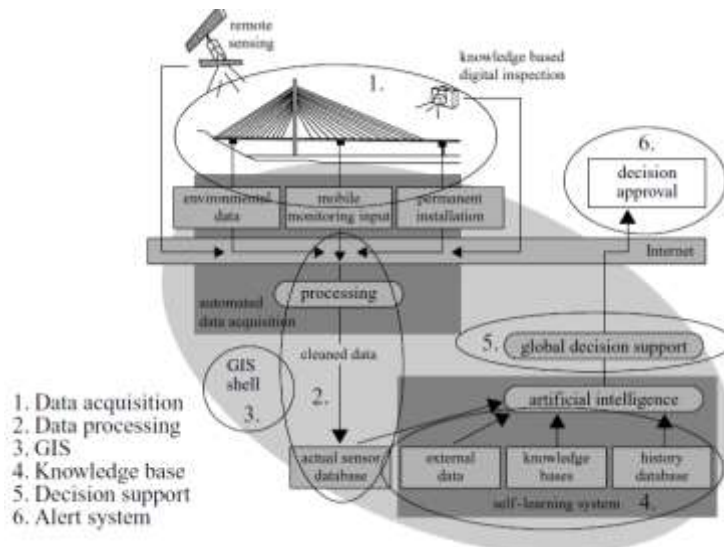 remote
sensing
knowledge based
digital inspection
1.
6.
decision
approval
environmental
data
mobile
monitoring input
permanent
installation
Internet
processing
automated
data acquisition
cleaned data
GIS
shell
3.
2.
5.
global decision support
artificial intelligence
actual sensor
database
external
data
knowledge
bases
history
database
self-learning system
4.
1. Data acquisition
2. Data processing
3. GIS
4. Knowledge base
5. Decision support
6. Alert system